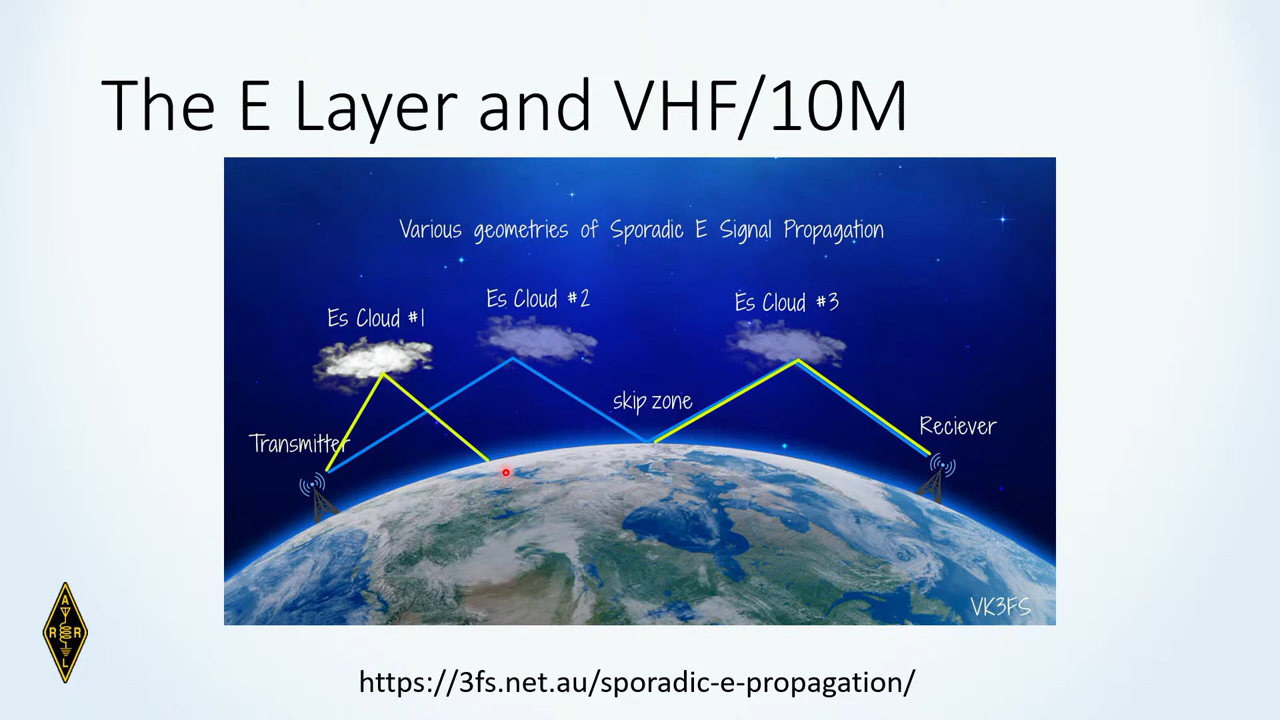 The E Layer and VHF/10M
Various geometries of Sporadic E Signal Propagation
Es Cloud #1
Es Cloud #2
Es Cloud #3
skip zone
Transmitter
Reciever
VK3FS
A
R R
L
https://3fs.net.au/sporadic-e-propagation/